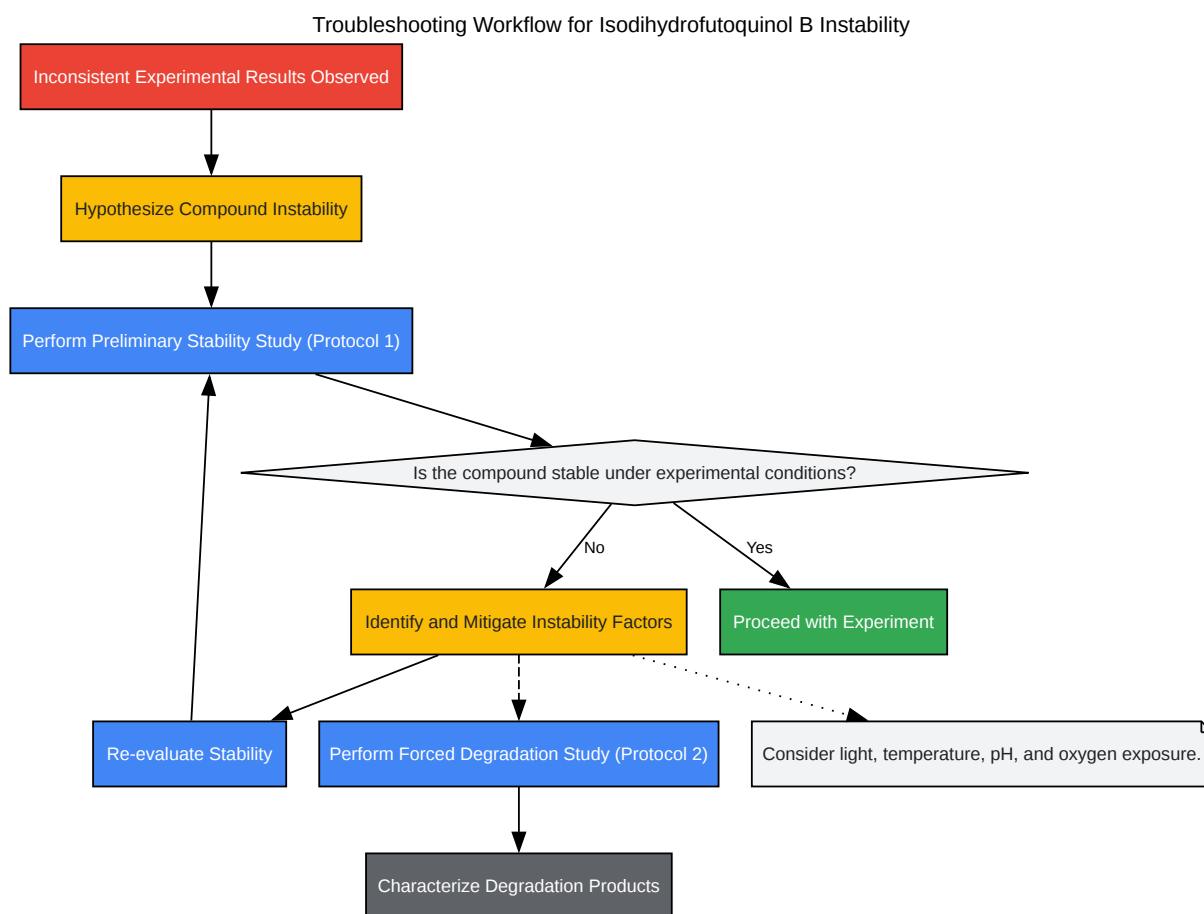 Troubleshooting Workflow for Isodihydrofutoquinol B Instability
Inconsistent Experimental Results Observed
Hypothesize Compound Instability
Perform Preliminary Stability Study (Protocol 1)
Is the compound stable under experimental conditions?
No
Yes
Identify and Mitigate Instability Factors
Proceed with Experiment
Re-evaluate Stability
Perform Forced Degradation Study (Protocol 2)
Consider light, temperature, pH, and oxygen exposure.
Characterize Degradation Products